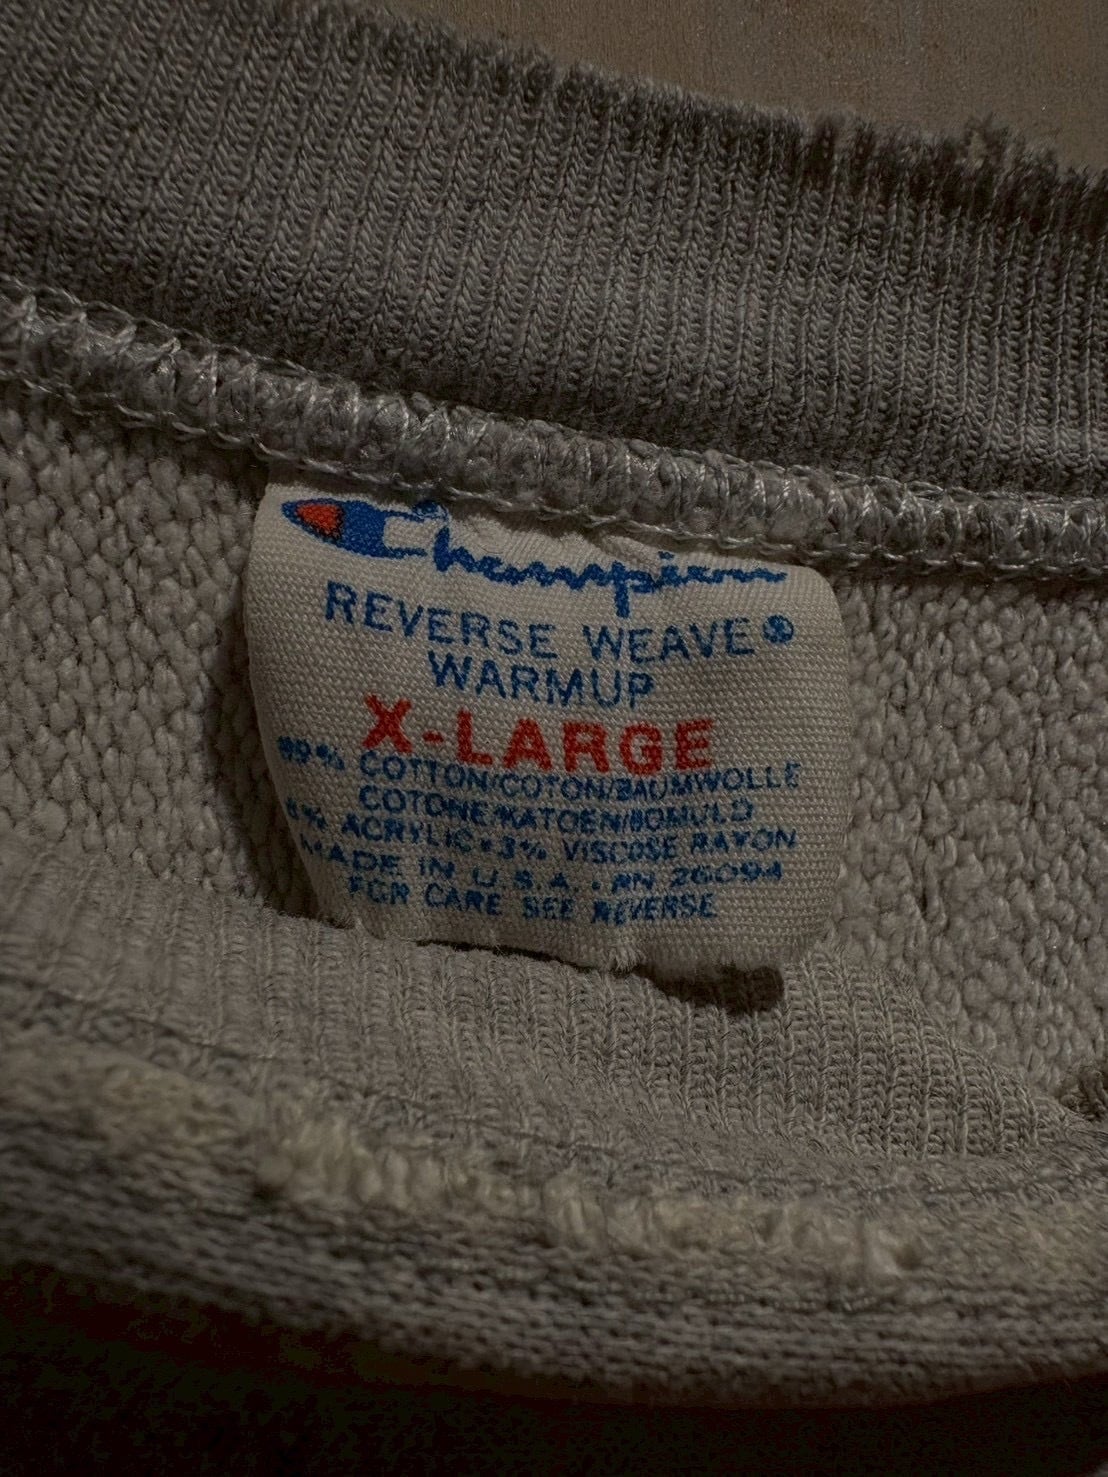 Champion
REVERSE WEAVE®
WARMUP
X-LARGE
89% COTTON/COTON/BAUMWOLLE
COTONE/KATOEN/BOMULD
8% ACRYLIC•3% VISCOSE RAYON
MADE IN U.S.A. • RN 26094
FOR CARE SEE REVERSE